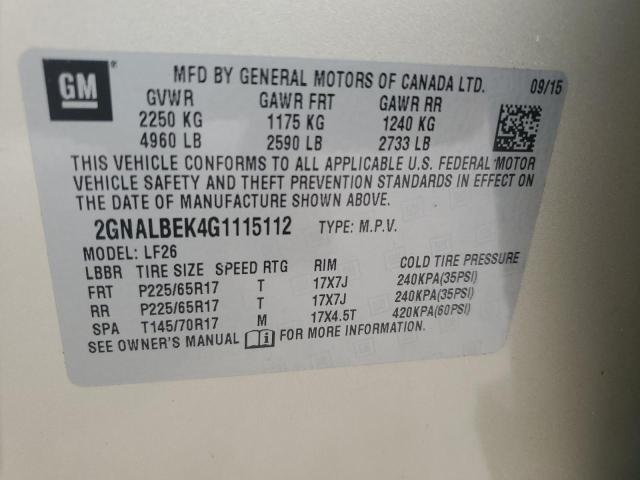 GM
MFD BY GENERAL MOTORS OF CANADA LTD. 09/15
GVWR GAWR FRT GAWR RR
2250 KG 1175 KG 1240 KG
4960 LB 2590 LB 2733 LB
THIS VEHICLE CONFORMS TO ALL APPLICABLE U.S. FEDERAL MOTOR
VEHICLE SAFETY AND THEFT PREVENTION STANDARDS IN EFFECT ON
THE DATE OF MANUFACTURE SHOWN ABOVE.
2GNALBEK4G1115112 TYPE: M.P.V.
MODEL: LF26
LBBR TIRE SIZE SPEED RTG RIM COLD TIRE PRESSURE
FRT P225/65R17 T 17X7J 240KPA(35PSI)
RR P225/65R17 T 17X7J 240KPA(35PSI)
SPA T145/70R17 M 17X4.5T 420KPA(60PSI)
SEE OWNER'S MANUAL FOR MORE INFORMATION.